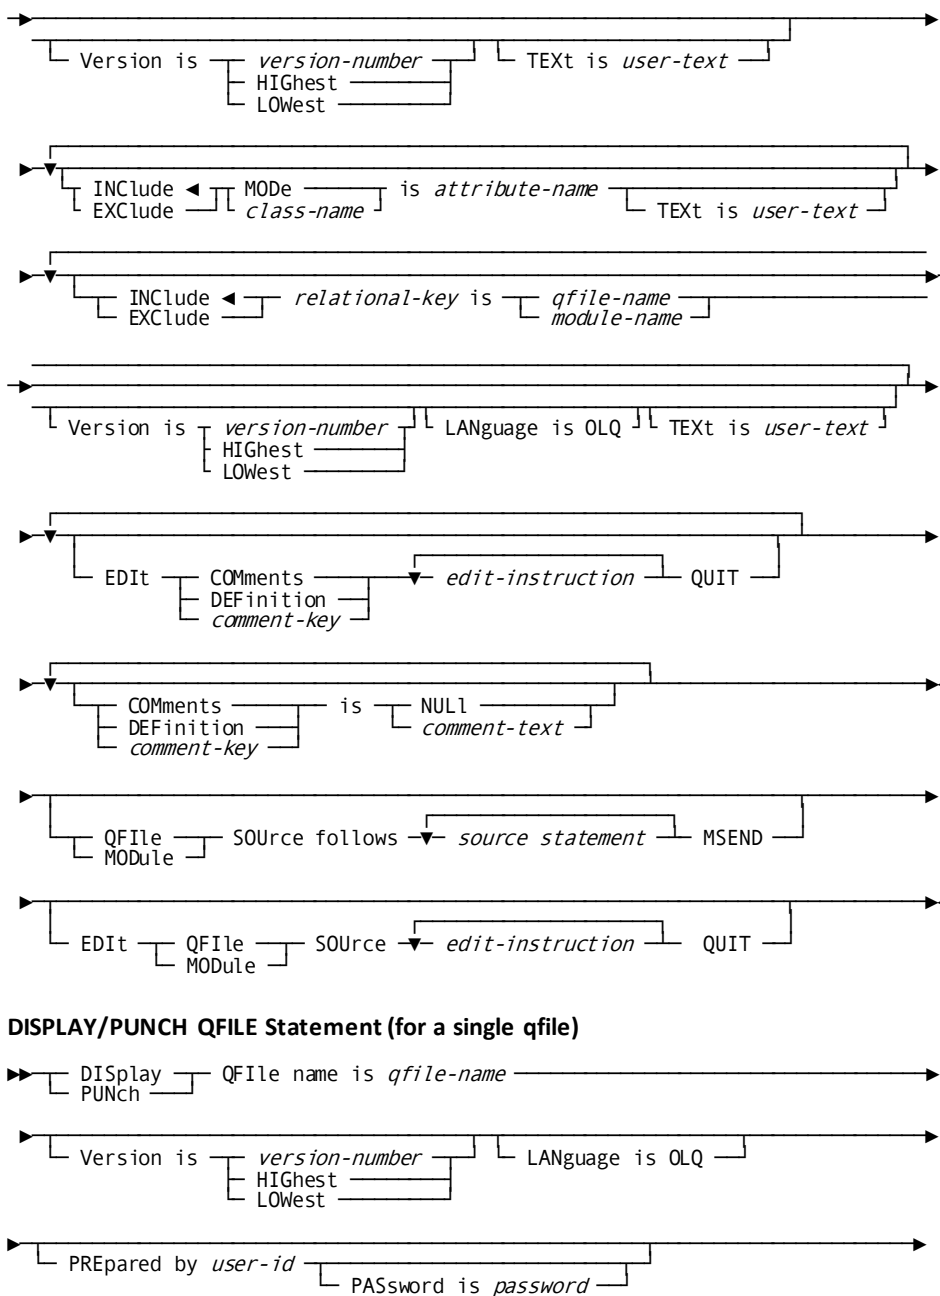 Version is version-number TEXt is user-text
HIGhest
LOWest
INClude MODe is attribute-name
EXClude class-name TEXt is user-text
INClude relational-key is qfile-name
EXClude module-name
Version is version-number LANguage is OLQ TEXt is user-text
HIGhest
LOWest
EDIt COMments edit-instruction QUIT
DEFinition
comment-key
COMments is NULl
DEFinition comment-text
comment-key
QFIle SOUrce follows source statement MSEND
MODule
EDIt QFIle SOUrce edit-instruction QUIT
MODule
DISPLAY/PUNCH QFILE Statement (for a single qfile)
DISplay QFIle name is qfile-name
PUNch
Version is version-number LANguage is OLQ
HIGhest
LOWest
PREpared by user-id
PASsword is password